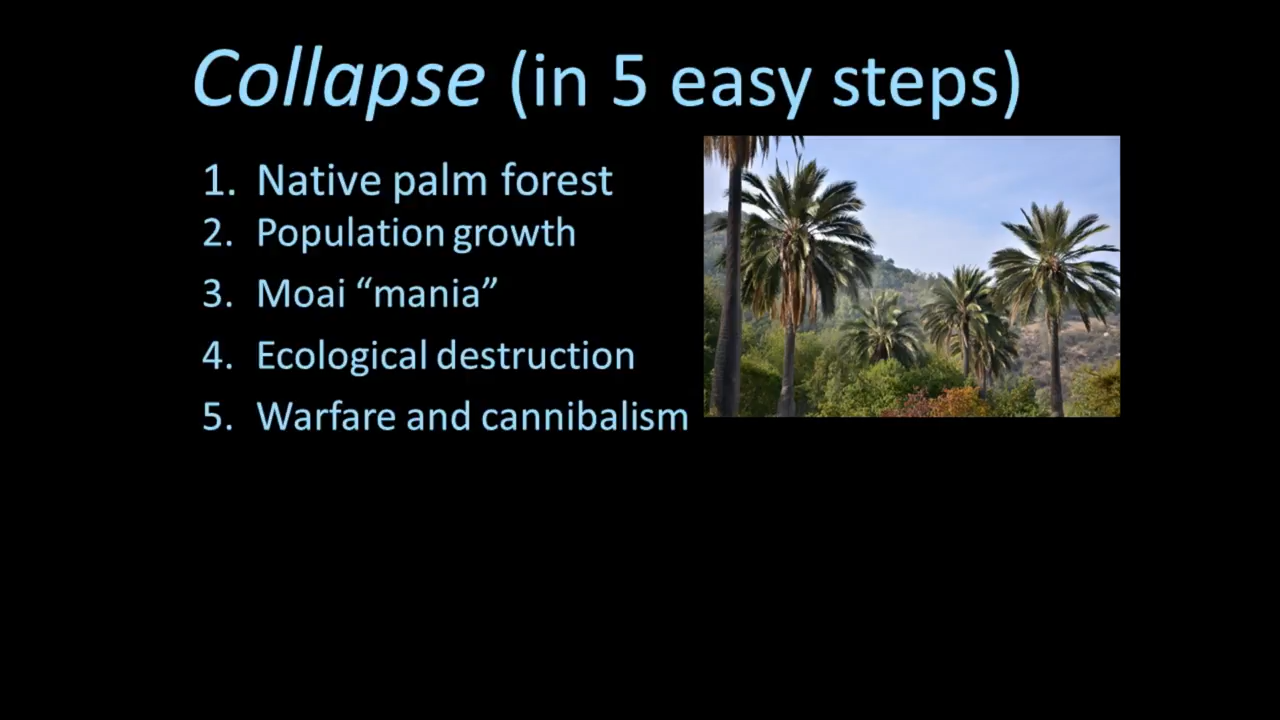 Collapse (in 5 easy steps)
1. Native palm forest
2. Population growth
3. Moai “mania”
4. Ecological destruction
5. Warfare and cannibalism